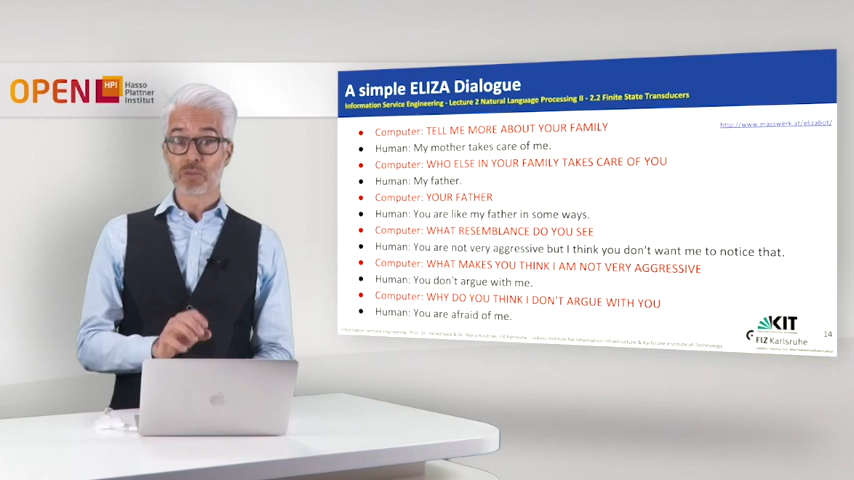 OPEN HPI Hasso
Plattner
Institut
A simple ELIZA Dialogue
Information Service Engineering - Lecture 2 Natural Language Processing II - 2.2 Finite State Transducers
http://www.masswerk.at/elizabot/
Computer: TELL ME MORE ABOUT YOUR FAMILY
Human: My mother takes care of me.
Computer: WHO ELSE IN YOUR FAMILY TAKES CARE OF YOU
Human: My father.
Computer: YOUR FATHER
Human: You are like my father in some ways.
Computer: WHAT RESEMBLANCE DO YOU SEE
Human: You are not very aggressive but I think you don't want me to notice that.
Computer: WHAT MAKES YOU THINK I AM NOT VERY AGGRESSIVE
Human: You don't argue with me.
Computer: WHY DO YOU THINK I DON'T ARGUE WITH YOU
Human: You are afraid of me.
KIT
FIZ Karlsruhe
14